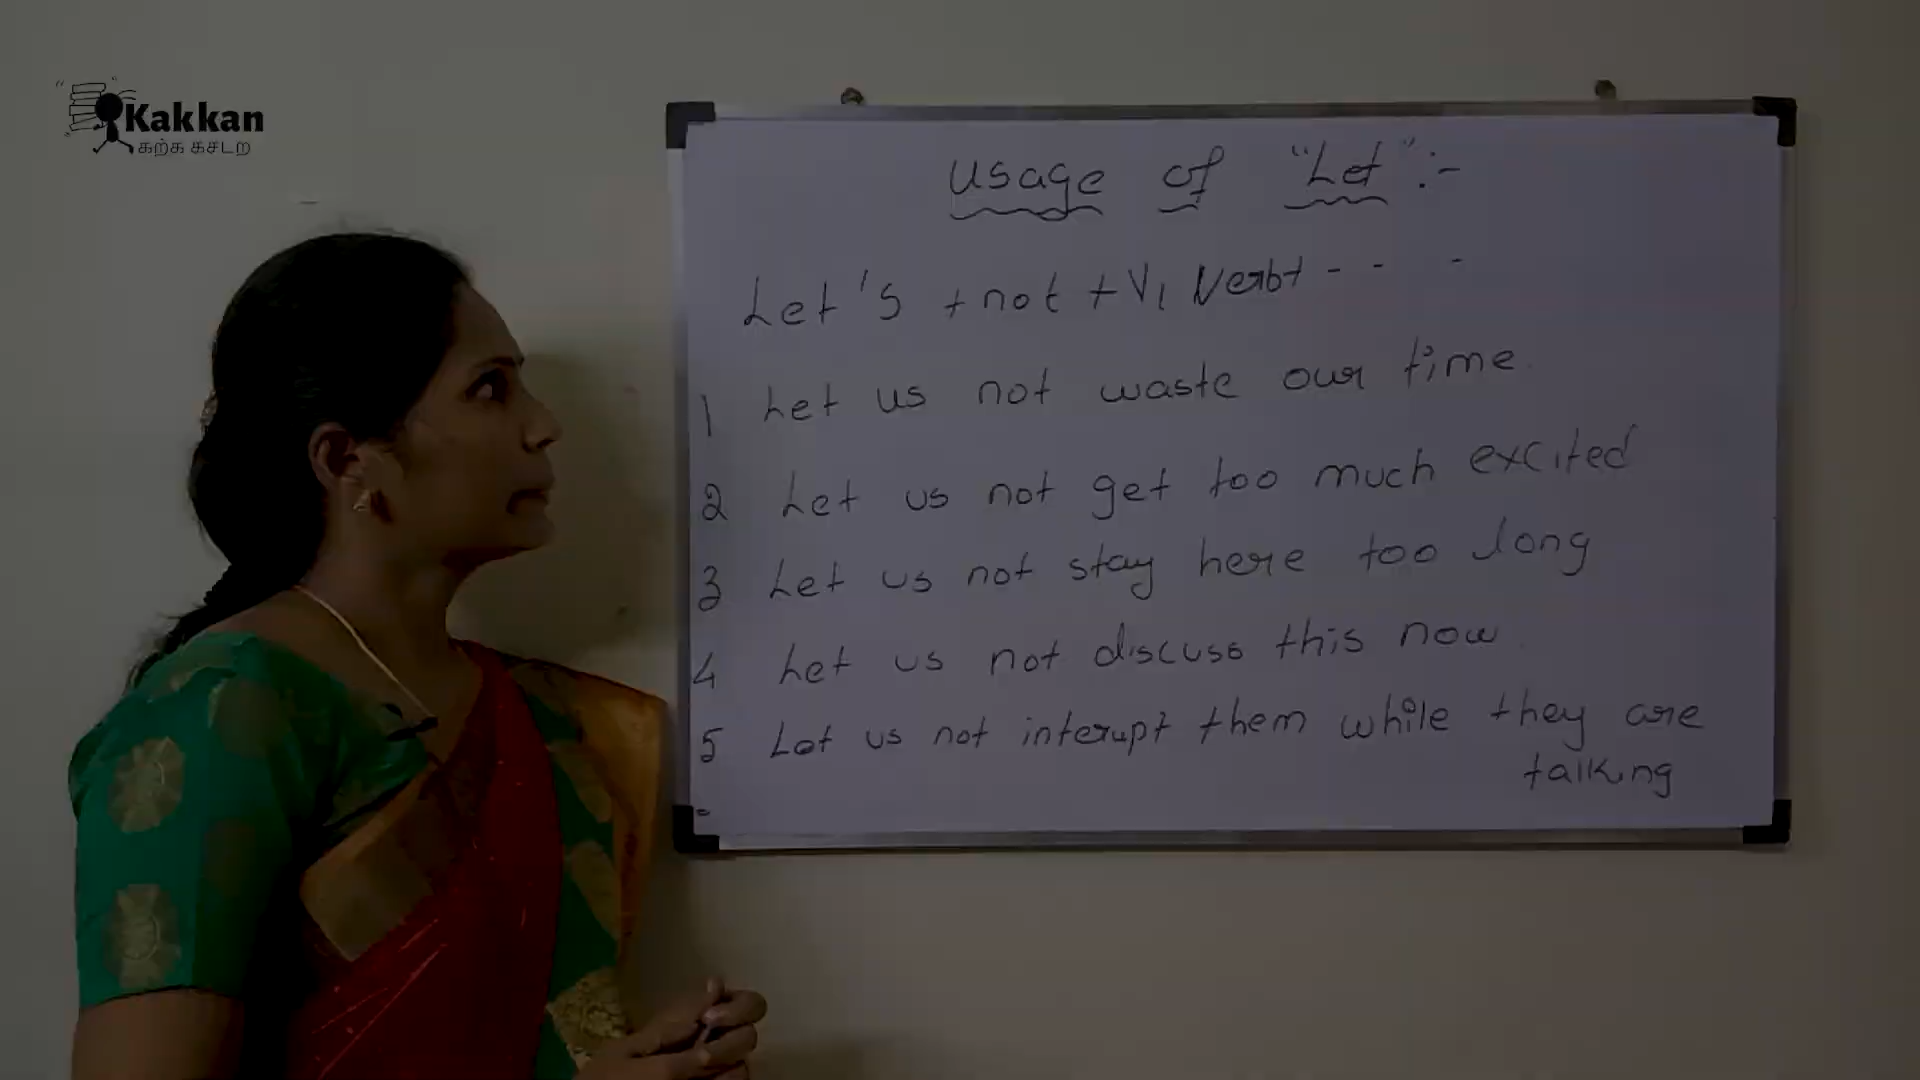 Kakkan
கற்க கசடற
Usage of "Let" :-
Let's + not + V1 Verbt - - -
1 Let us not waste our time.
2 Let us not get too much excited
3 Let us not stay here too long
4 Let us not discuss this now.
5 Let us not interupt them while they are
talking